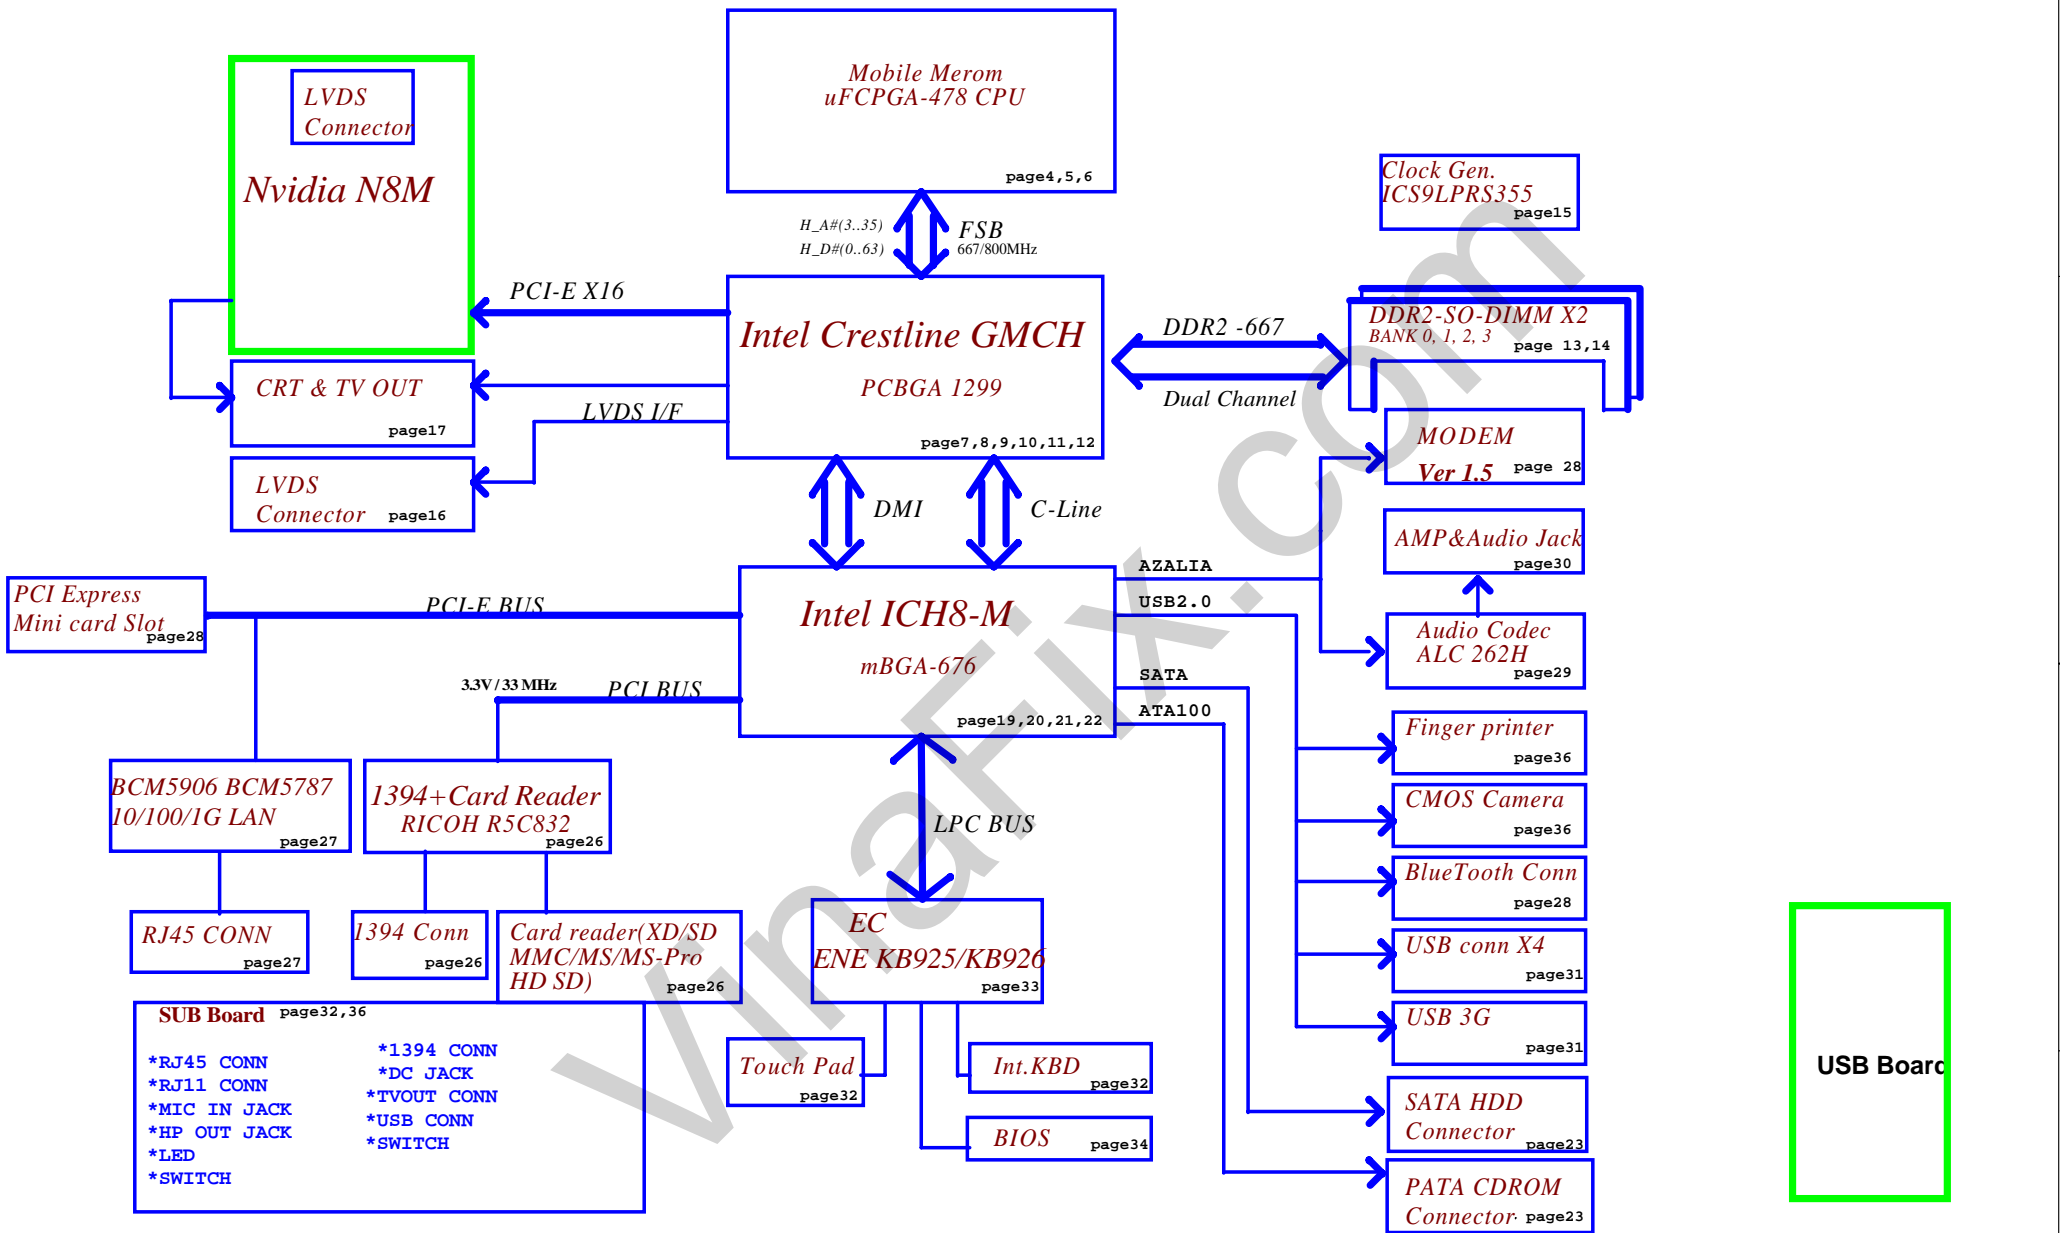 Mobile Merom
uFCPGA-478 CPU
page4,5,6
LVDS
Connector
Nvidia N8M
Clock Gen.
ICS9LPRS355
page15
H_A#(3..35)
H_D#(0..63)
FSB
667/800MHz
PCI-E X16
Intel Crestline GMCH
PCBGA 1299
page7,8,9,10,11,12
DDR2 -667
Dual Channel
DDR2-SO-DIMM X2
BANK 0, 1, 2, 3
page 13,14
CRT & TV OUT
page17
LVDS I/F
LVDS
Connector
page16
MODEM
Ver 1.5
page 28
DMI
C-Line
AMP&Audio Jack
page30
PCI Express
Mini card Slot
page28
PCI-E BUS
Intel ICH8-M
mBGA-676
page19,20,21,22
AZALIA
USB2.0
SATA
ATA100
Audio Codec
ALC 262H
page29
3.3V / 33 MHz
PCI BUS
Finger printer
page36
BCM5906 BCM5787
10/100/1G LAN
page27
1394+Card Reader
RICOH R5C832
page26
LPC BUS
CMOS Camera
page36
BlueTooth Conn
page28
RJ45 CONN
page27
1394 Conn
page26
Card reader(XD/SD
MMC/MS/MS-Pro
HD SD)
page26
EC
ENE KB925/KB926
page33
USB conn X4
page31
USB 3G
page31
SUB Board
page32,36
*RJ45 CONN
*RJ11 CONN
*MIC IN JACK
*HP OUT JACK
*LED
*SWITCH
*1394 CONN
*DC JACK
*TVOUT CONN
*USB CONN
*SWITCH
Touch Pad
page32
Int.KBD
page32
BIOS
page34
SATA HDD
Connector
page23
PATA CDROM
Connector
page23
USB Board
VinaFix.com